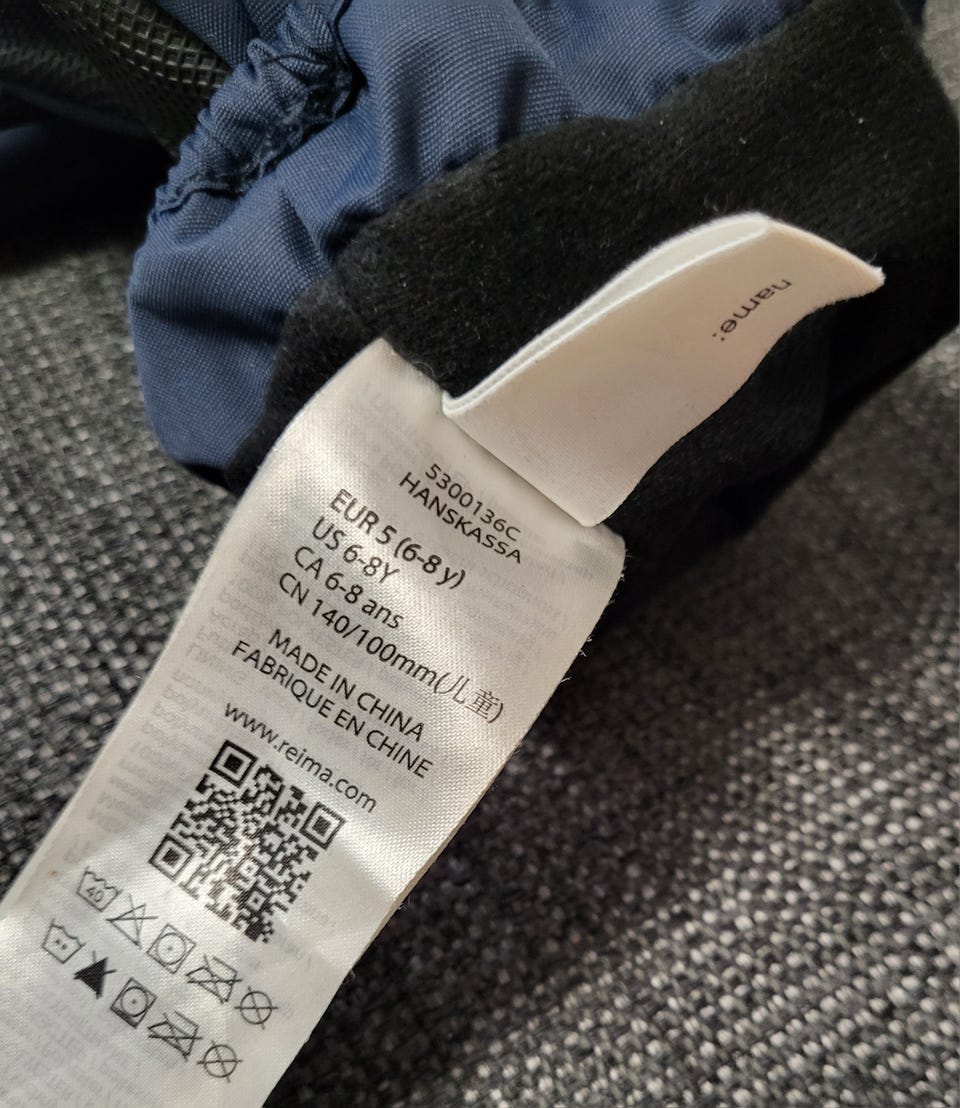 name:
5300136C
HANSKASSA
EUR 5 (6-8 y)
US 6-8Y
CA 6-8 ans
CN 140/100mm(儿童)
MADE IN CHINA
FABRIQUE EN CHINE
www.reima.com
40